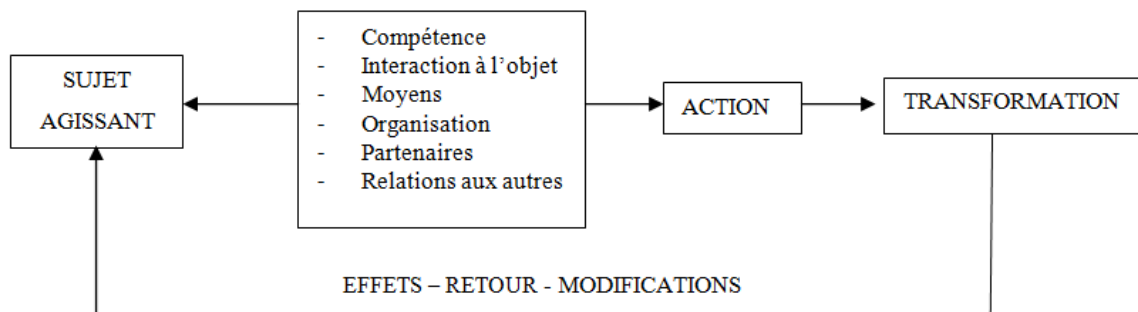 SUJET
AGISSANT
- Compétence
- Interaction à l’objet
- Moyens
- Organisation
- Partenaires
- Relations aux autres
ACTION
TRANSFORMATION
EFFETS – RETOUR - MODIFICATIONS